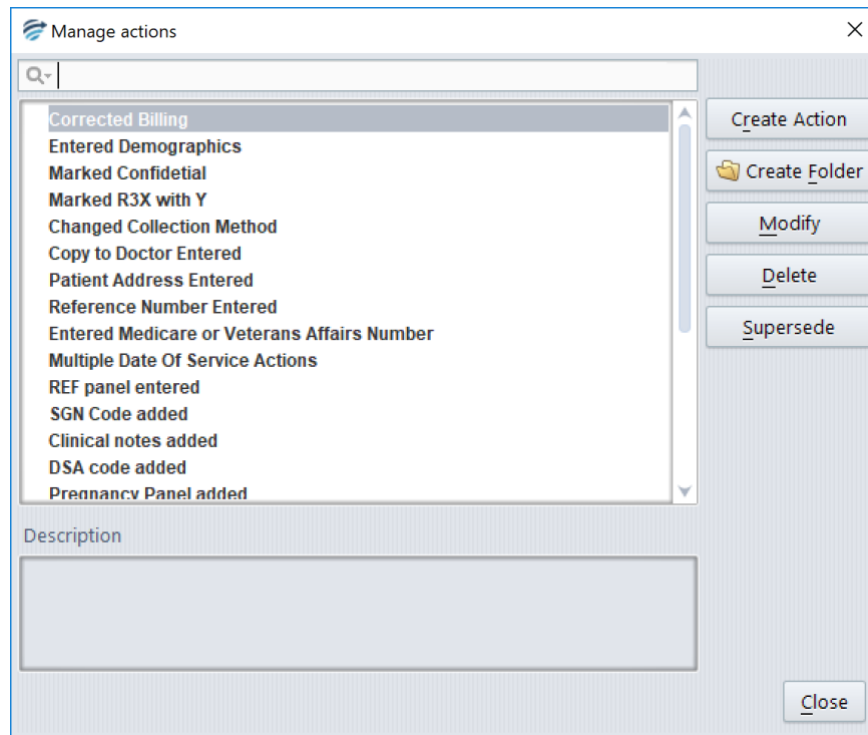 Manage actions
Corrected Billing
Entered Demographics
Marked Confidetial
Marked R3X with Y
Changed Collection Method
Copy to Doctor Entered
Patient Address Entered
Reference Number Entered
Entered Medicare or Veterans Affairs Number
Multiple Date Of Service Actions
REF panel entered
SGN Code added
Clinical notes added
DSA code added
Pregnancy Panel added
Create Action
Create Folder
Modify
Delete
Supersede
Description
Close